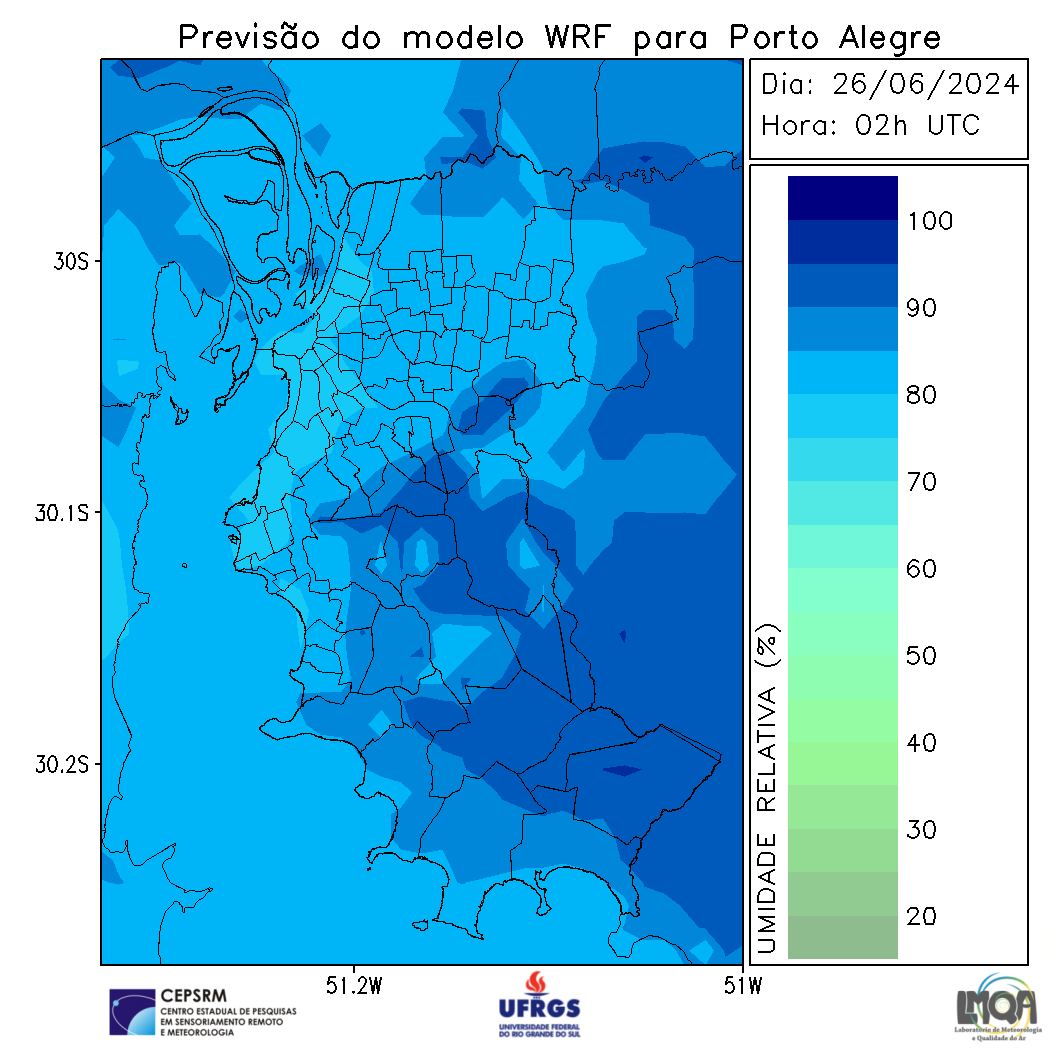 Previsão do modelo WRF para Porto Alegre
Dia: 26/06/2024
Hora: 02h UTC
30S
30.1S
30.2S
51.2W
51W
100
90
80
70
60
50
40
30
20
UMIDADE RELATIVA (%)
CEPSRM
CENTRO ESTADUAL DE PESQUISAS
EM SENSORIAMENTO REMOTO
E METEOROLOGIA
UFRGS
UNIVERSIDADE FEDERAL
DO RIO GRANDE DO SUL
LMQA
Laboratório de Meteorologia
e Qualidade do Ar